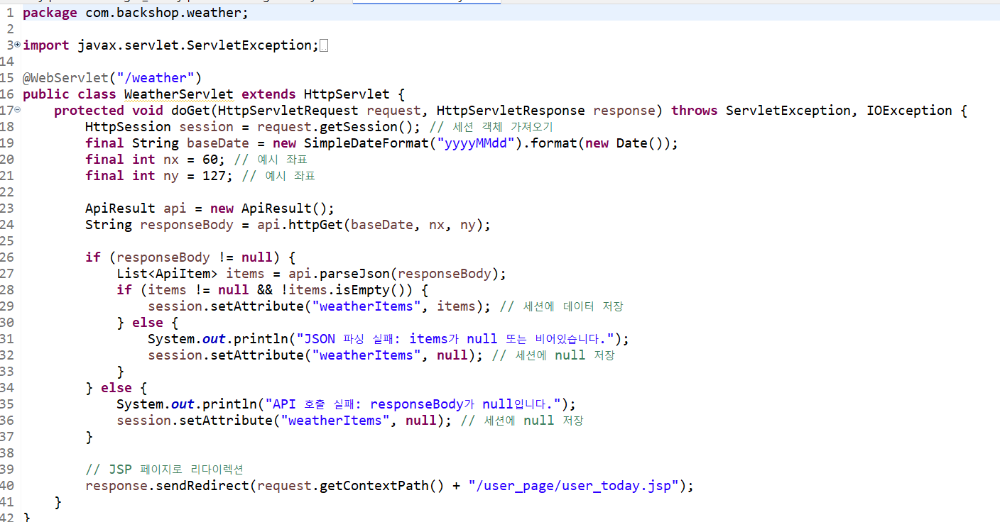 1 package com.backshop.weather;
2
3 import javax.servlet.ServletException;
14
15 @WebServlet("/weather")
16 public class WeatherServlet extends HttpServlet {
17     protected void doGet(HttpServletRequest request, HttpServletResponse response) throws ServletException, IOException {
18         HttpSession session = request.getSession(); // 세션 객체 가져오기
19         final String baseDate = new SimpleDateFormat("yyyyMMdd").format(new Date());
20         final int nx = 60; // 예시 좌표
21         final int ny = 127; // 예시 좌표
22
23         ApiResult api = new ApiResult();
24         String responseBody = api.httpGet(baseDate, nx, ny);
25
26         if (responseBody != null) {
27             List<ApiItem> items = api.parseJson(responseBody);
28             if (items != null && !items.isEmpty()) {
29                 session.setAttribute("weatherItems", items); // 세션에 데이터 저장
30             } else {
31                 System.out.println("JSON 파싱 실패: items가 null 또는 비어있습니다.");
32                 session.setAttribute("weatherItems", null); // 세션에 null 저장
33             }
34         } else {
35             System.out.println("API 호출 실패: responseBody가 null입니다.");
36             session.setAttribute("weatherItems", null); // 세션에 null 저장
37         }
38
39         // JSP 페이지로 리다이렉션
40         response.sendRedirect(request.getContextPath() + "/user_page/user_today.jsp");
41     }
42 }